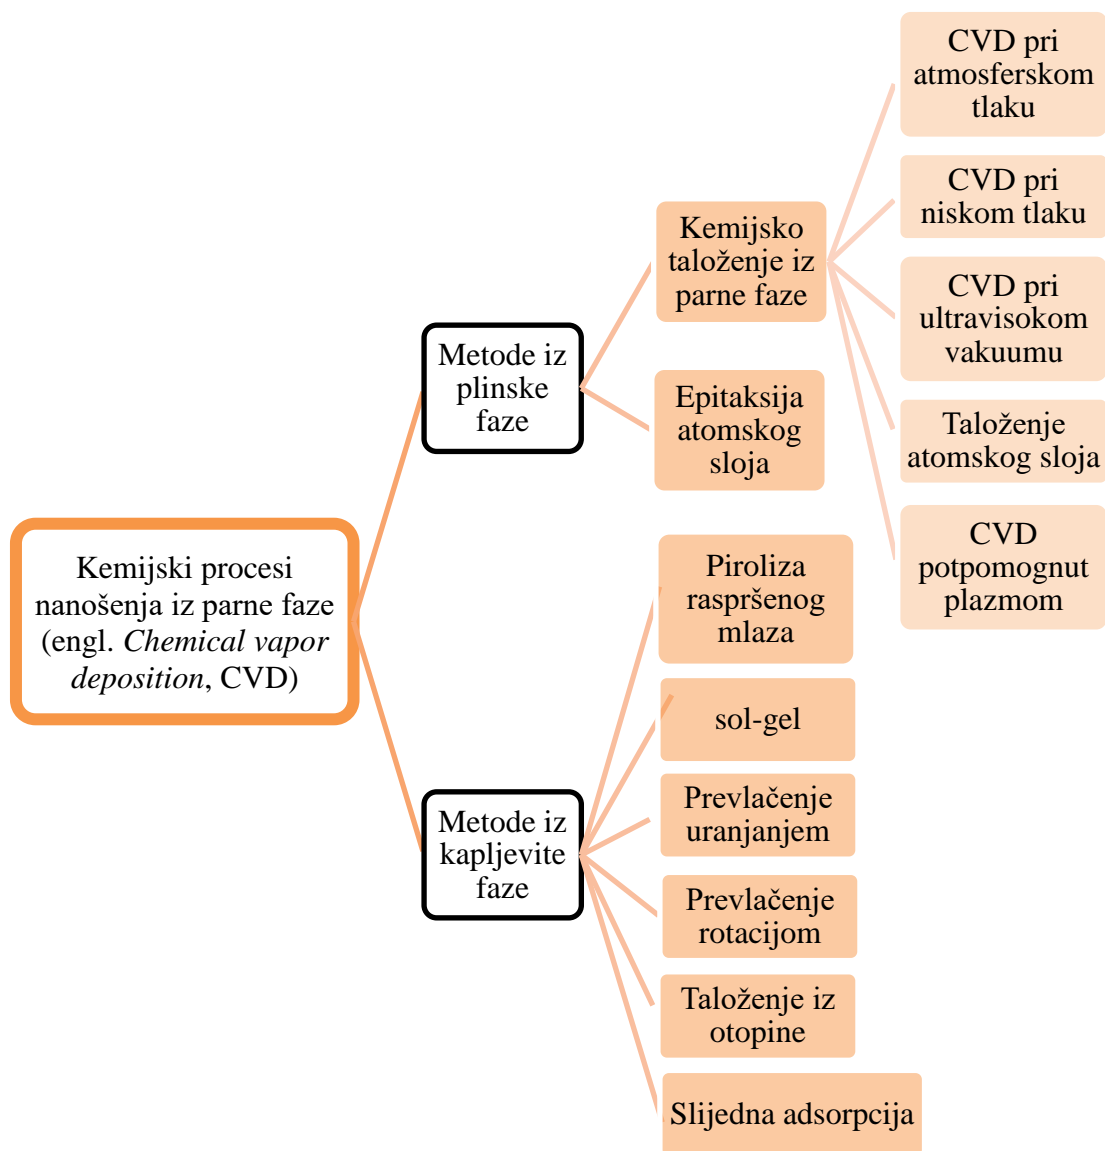 Kemijski procesi
nanošenja iz parne faze
(engl. Chemical vapor
deposition, CVD)
Metode iz
plinske
faze
Kemijsko
taloženje iz
parne faze
CVD pri
atmosferskom
tlaku
CVD pri
niskom tlaku
CVD pri
ultravisokom
vakuumu
Taloženje
atomskog sloja
CVD
potpomognut
plazmom
Epitaksija
atomskog
sloja
Metode iz
kapljevite
faze
Piroliza
raspršenog
mlaza
sol-gel
Prevlačenje
uranjanjem
Prevlačenje
rotacijom
Taloženje iz
otopine
Slijedna adsorpcija